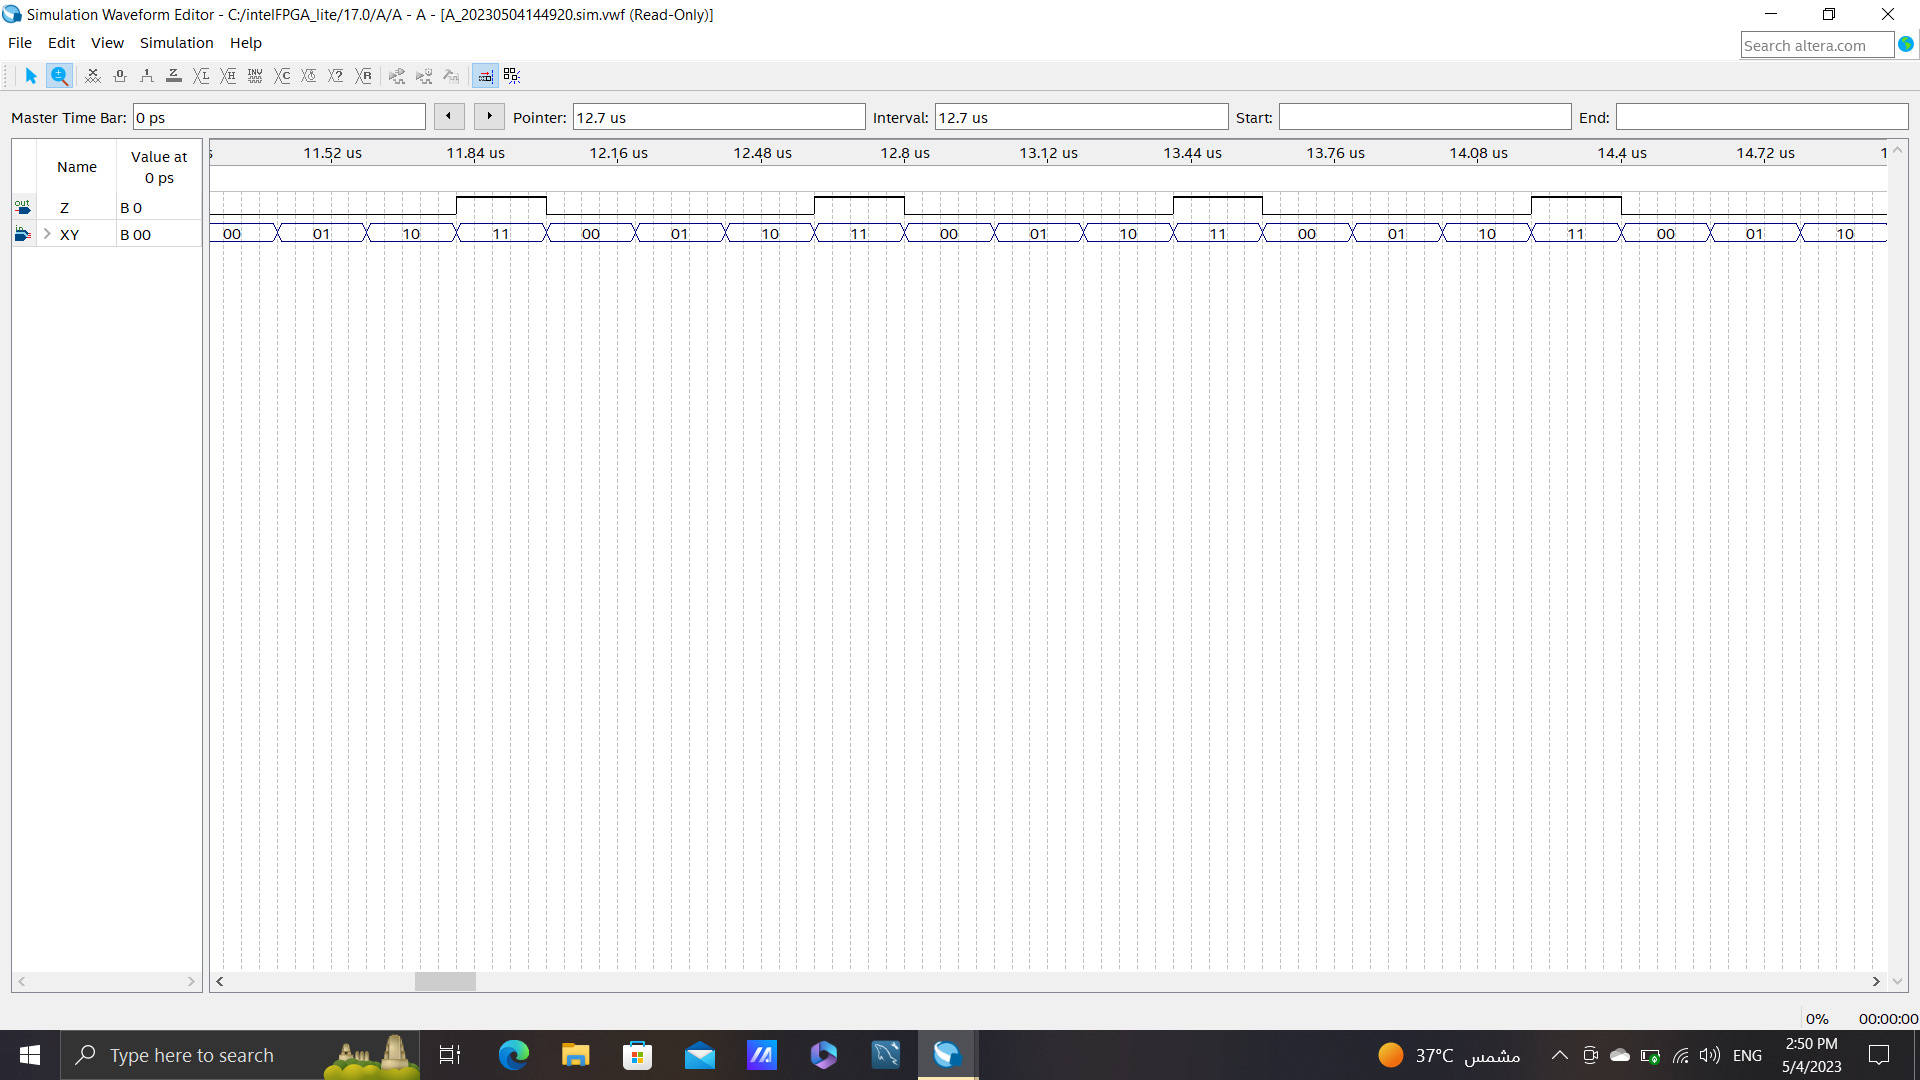 Simulation Waveform Editor - C:/intelFPGA_lite/17.0/A/A - A - [A_20230504144920.sim.vwf (Read-Only)]
File Edit View Simulation Help
Search altera.com
Master Time Bar: 0 ps Pointer: 12.7 us Interval: 12.7 us Start: End:
Name Value at 0 ps
11.52 us 11.84 us 12.16 us 12.48 us 12.8 us 13.12 us 13.44 us 13.76 us 14.08 us 14.4 us 14.72 us
out Z B 0
in XY B 00 00 01 10 11 00 01 10 11 00 01 10 11 00 01 10 11 00 01 10
0% 00:00:00
Type here to search
37°C مشمس ENG
2:50 PM
5/4/2023